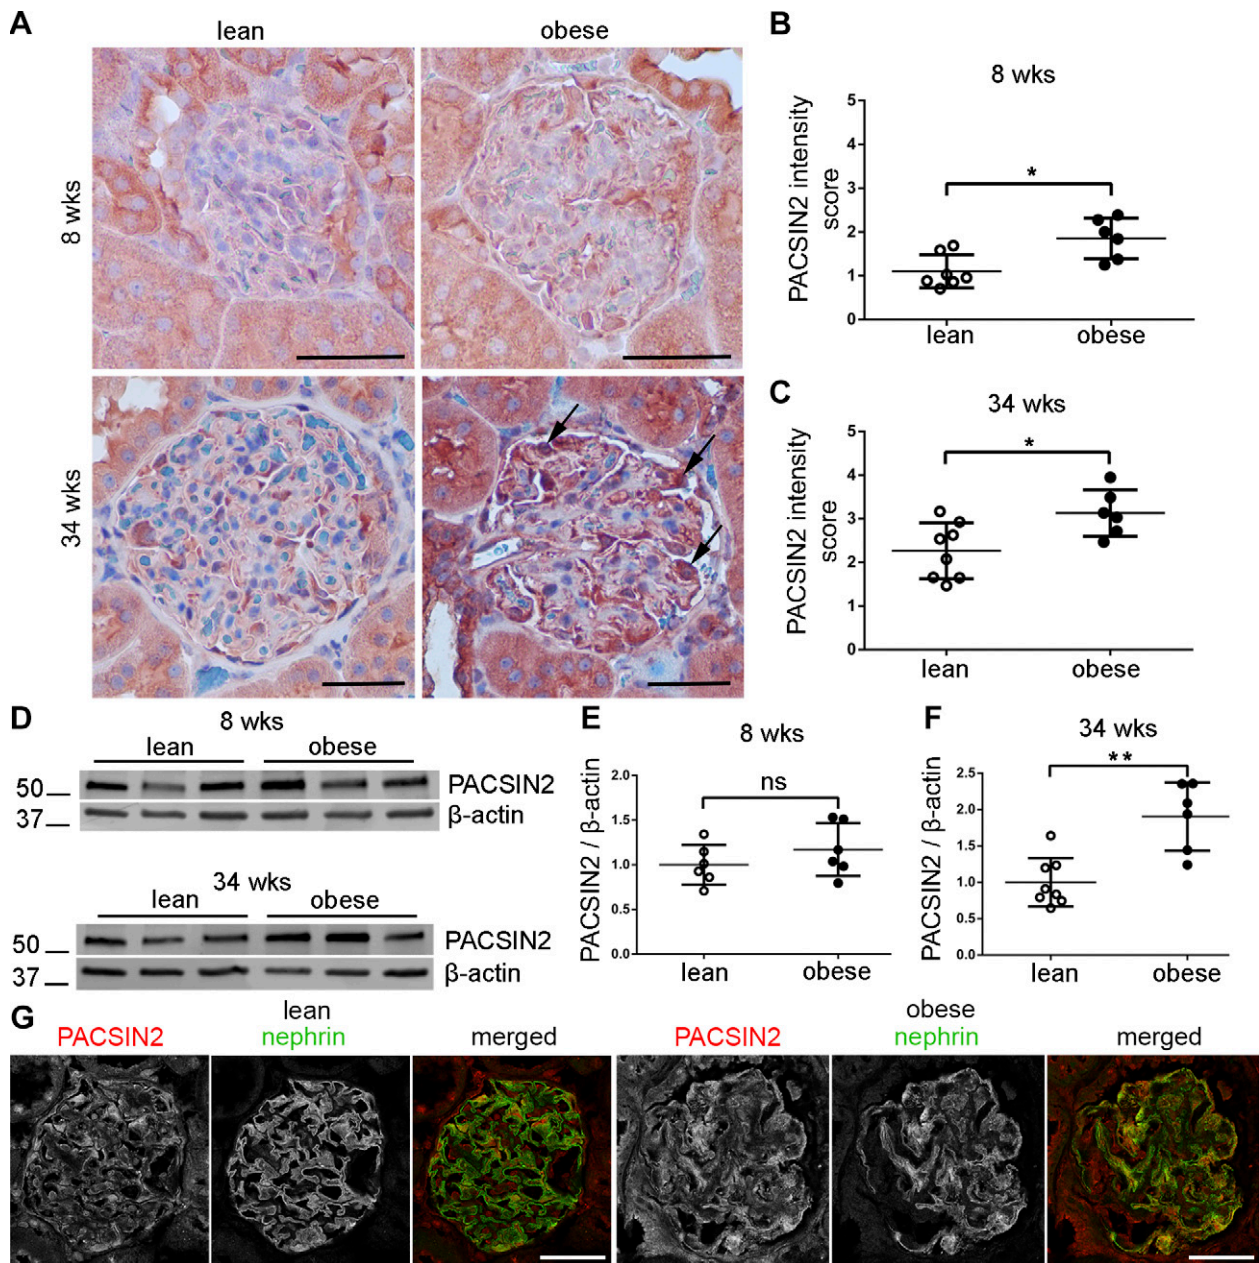 A
lean
obese
8 wks
34 wks
B
8 wks
PACSIN2 intensity
score
5
4
3
2
1
0
*
lean
obese
C
34 wks
PACSIN2 intensity
score
5
4
3
2
1
0
*
lean
obese
D
8 wks
lean
obese
50
PACSIN2
37
β-actin
34 wks
lean
obese
50
PACSIN2
37
β-actin
E
8 wks
PACSIN2 / β-actin
2.0
1.5
1.0
0.5
0.0
ns
lean
obese
F
34 wks
PACSIN2 / β-actin
2.5
2.0
1.5
1.0
0.5
0.0
**
lean
obese
G
lean
PACSIN2
nephrin
merged
obese
PACSIN2
nephrin
merged